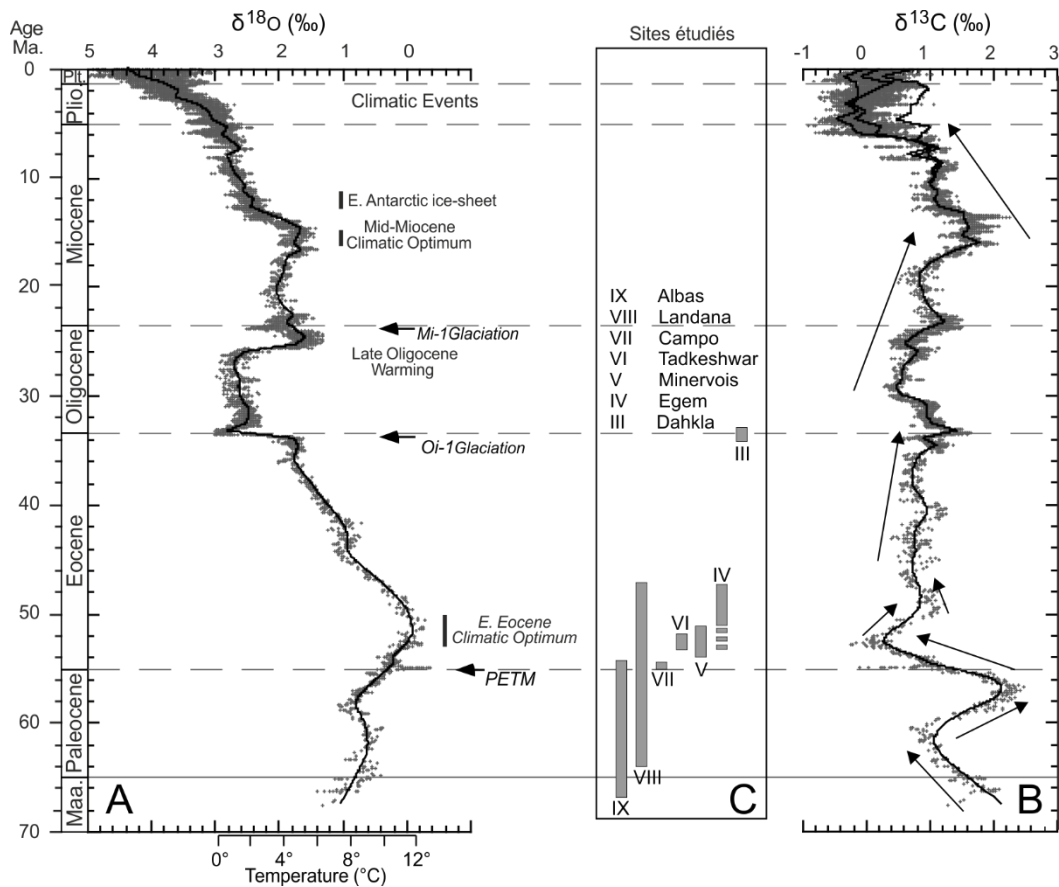 Age
Ma.
δ18O (‰)
5 4 3 2 1 0
0
10
20
30
40
50
60
70
Plt.
Plio.
Miocene
Oligocene
Eocene
Paleocene
Maa.
Climatic Events
E. Antarctic ice-sheet
Mid-Miocene
Climatic Optimum
Mi-1Glaciation
Late Oligocene
Warming
Oi-1Glaciation
E. Eocene
Climatic Optimum
PETM
A
0° 4° 8° 12°
Temperature (°C)
Sites étudiés
IX Albas
VIII Landana
VII Campo
VI Tadkeshwar
V Minervois
IV Egem
III Dahkla
III
IV
VI
V
VII
VIII
IX
C
δ13C (‰)
-1 0 1 2 3
B